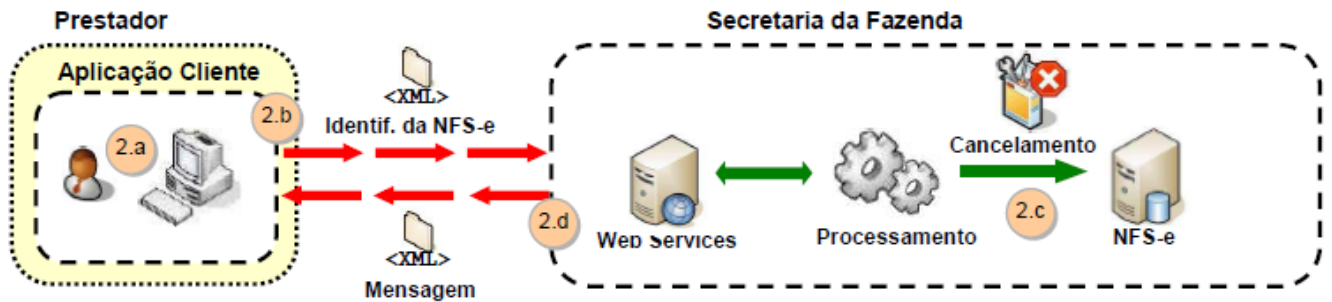 Prestador
Secretaria da Fazenda
Aplicação Cliente
<XML>
Identif. da NFS-e
2.a
2.b
Cancelamento
2.c
2.d
Web Services
Processamento
NFS-e
<XML>
Mensagem